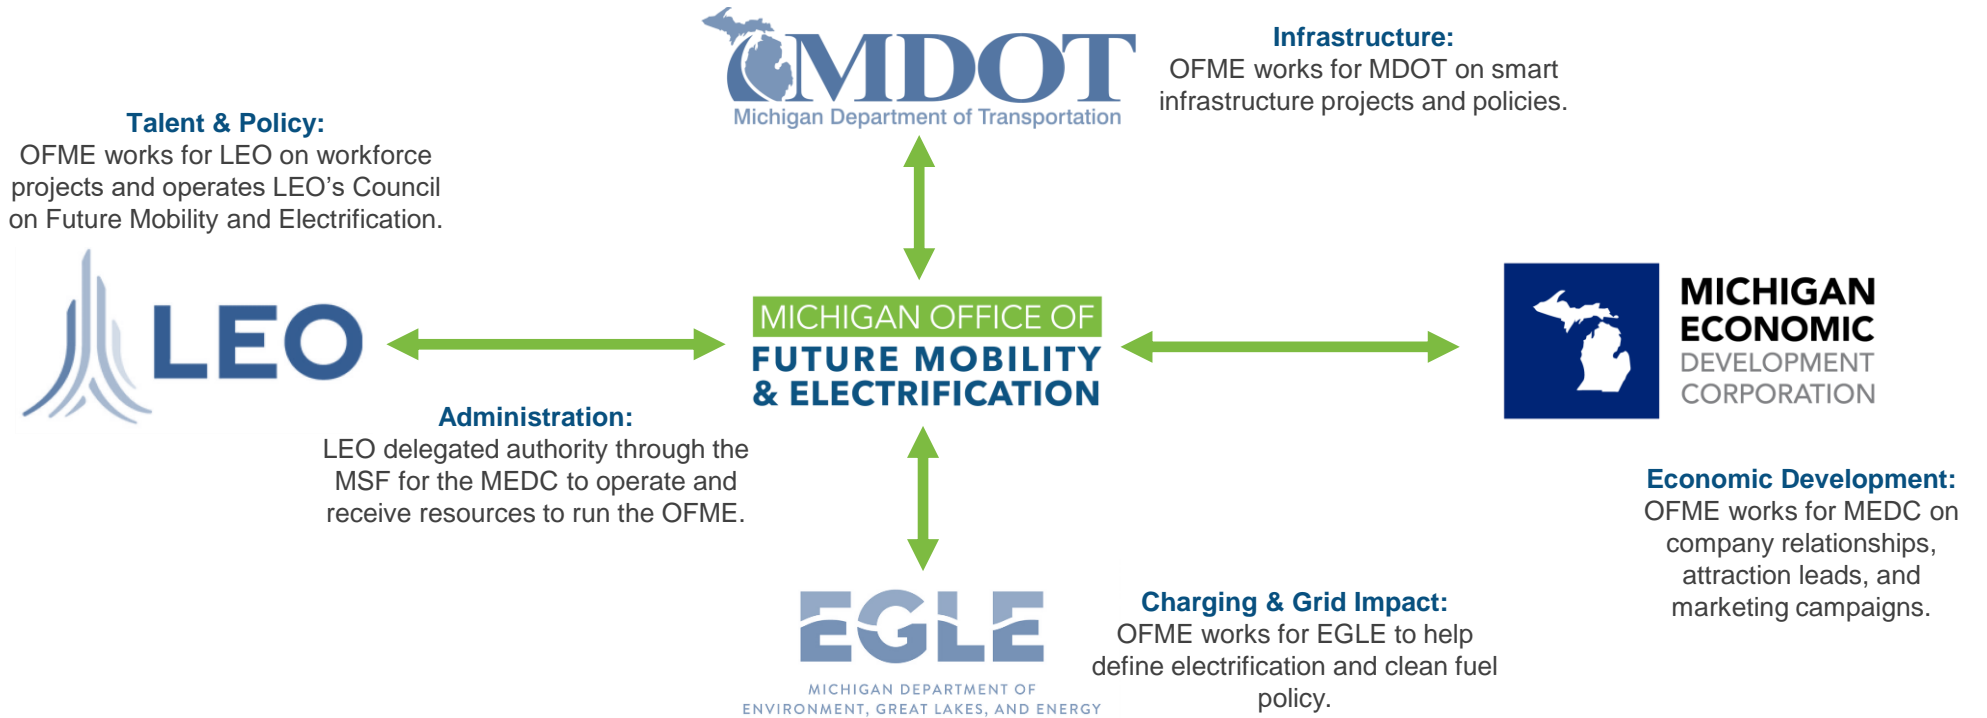 MDOT
Michigan Department of Transportation
Infrastructure:
OFME works for MDOT on smart
infrastructure projects and policies.
Talent & Policy:
OFME works for LEO on workforce
projects and operates LEO’s Council
on Future Mobility and Electrification.
LEO
MICHIGAN OFFICE OF
FUTURE MOBILITY
& ELECTRIFICATION
MICHIGAN
ECONOMIC
DEVELOPMENT
CORPORATION
Administration:
LEO delegated authority through the
MSF for the MEDC to operate and
receive resources to run the OFME.
Economic Development:
OFME works for MEDC on
company relationships,
attraction leads, and
marketing campaigns.
EGLE
MICHIGAN DEPARTMENT OF
ENVIRONMENT, GREAT LAKES, AND ENERGY
Charging & Grid Impact:
OFME works for EGLE to help
define electrification and clean fuel
policy.